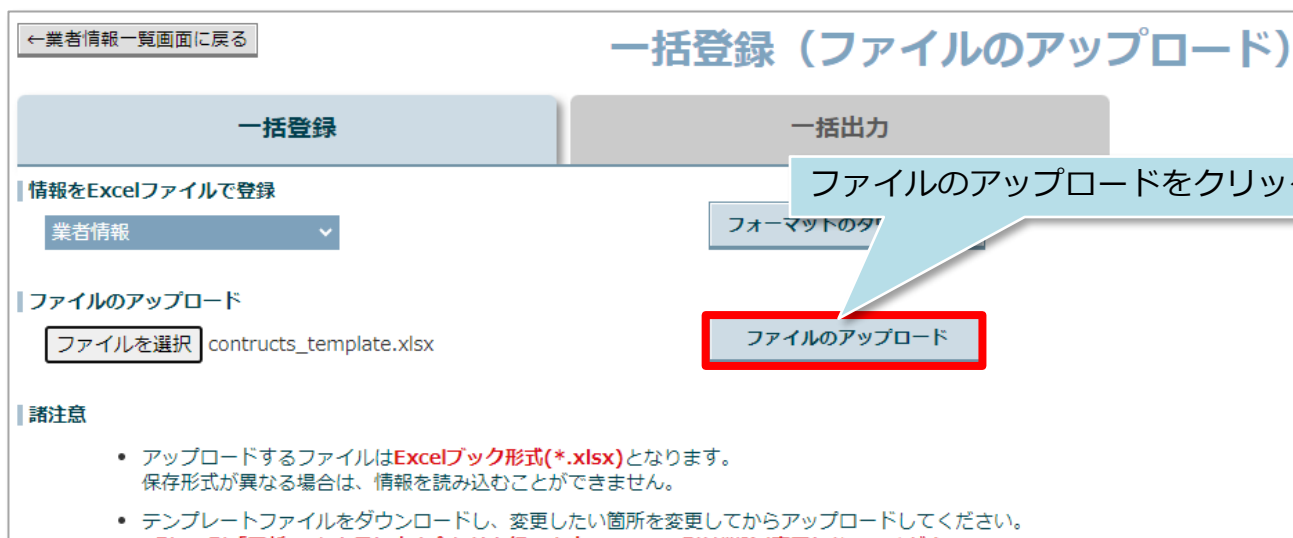 ←業者情報一覧画面に戻る
一括登録（ファイルのアップロード）
一括登録
一括出力
情報をExcelファイルで登録
ファイルのアップロードをクリッ
業者情報
フォーマットのダ
ファイルのアップロード
ファイルを選択 contructs_template.xlsx
ファイルのアップロード
諸注意
• アップロードするファイルはExcelブック形式(*.xlsx)となります。
保存形式が異なる場合は、情報を読み込むことができません。
• テンプレートファイルをダウンロードし、変更したい箇所を変更してからアップロードしてください。